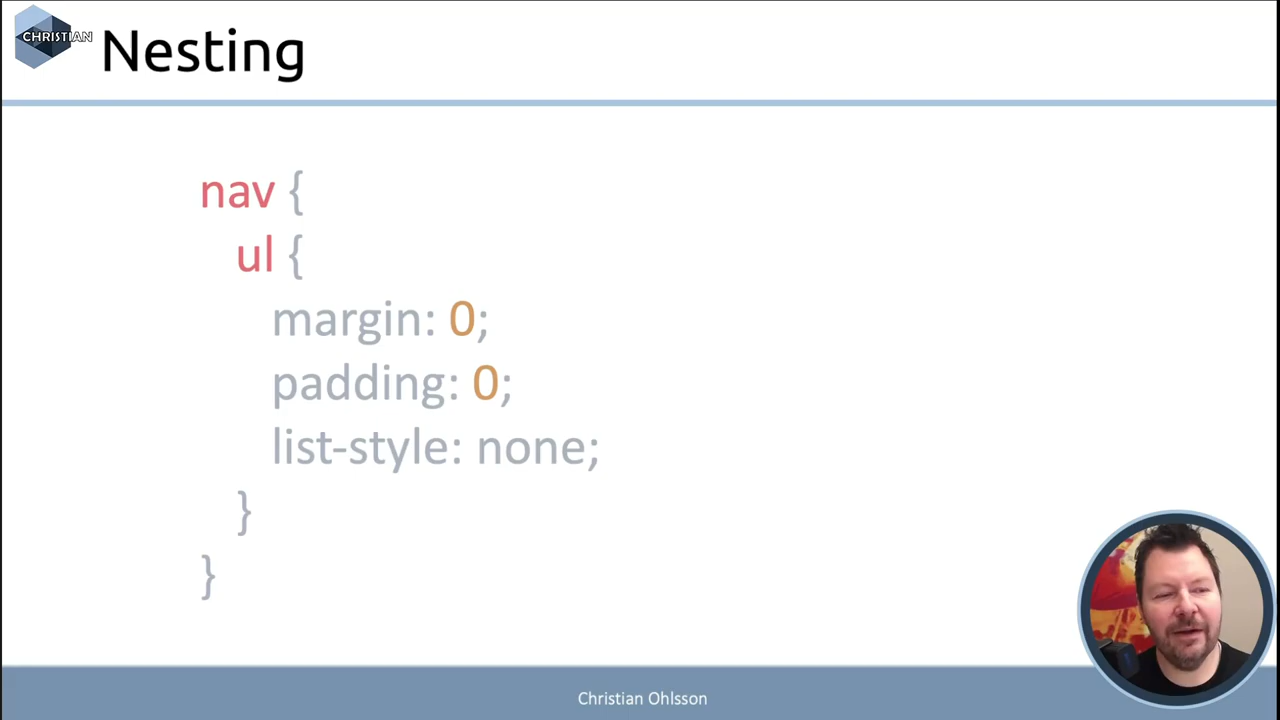 CHRISTIAN
Nesting
nav {
ul {
margin: 0;
padding: 0;
list-style: none;
}
}
Christian Ohlsson